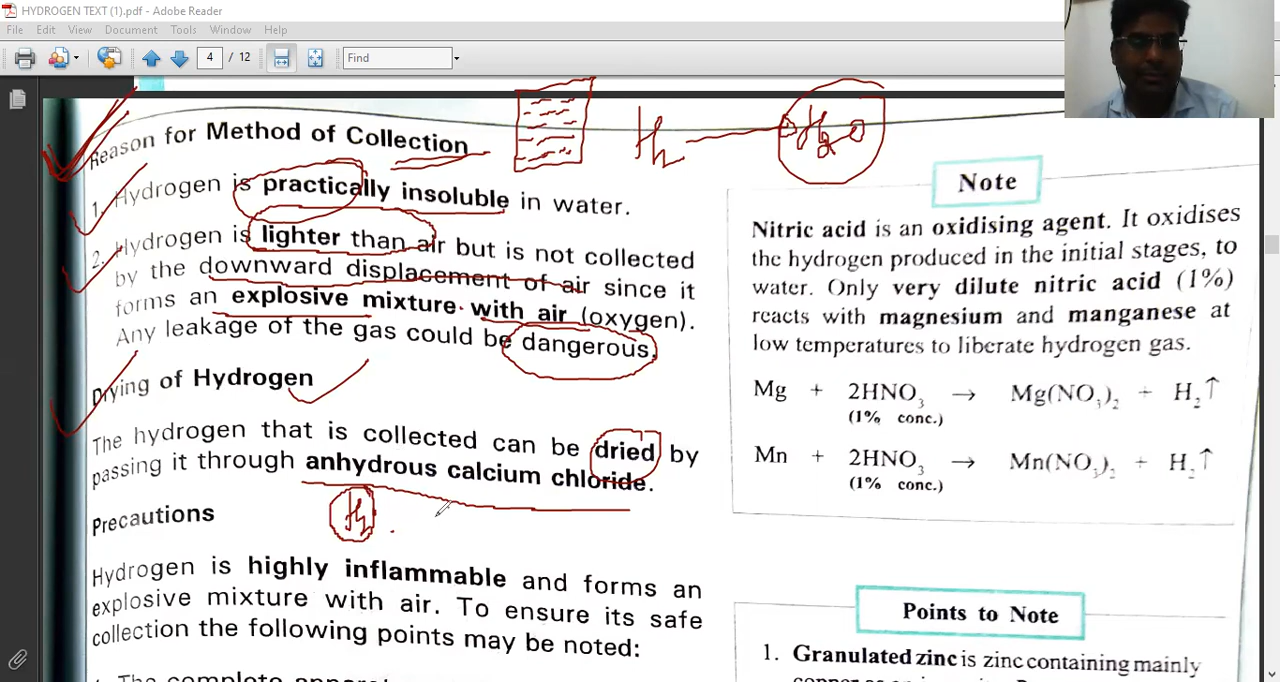 HYDROGEN TEXT (1).pdf - Adobe Reader
File Edit View Document Tools Window Help
4 / 12 Find
Reason for Method of Collection
H₂ H₂O
1. Hydrogen is practically insoluble in water.
2. Hydrogen is lighter than air but is not collected
by the downward displacement of air since it
forms an explosive mixture with air (oxygen).
Any leakage of the gas could be dangerous.
Drying of Hydrogen
The hydrogen that is collected can be dried by
passing it through anhydrous calcium chloride.
H₂
Precautions
Hydrogen is highly inflammable and forms an
explosive mixture with air. To ensure its safe
collection the following points may be noted:
1. The complete
Note
Nitric acid is an oxidising agent. It oxidises
the hydrogen produced in the initial stages, to
water. Only very dilute nitric acid (1%)
reacts with magnesium and manganese at
low temperatures to liberate hydrogen gas.
Mg + 2HNO₃ → Mg(NO₃)₂ + H₂↑
(1% conc.)
Mn + 2HNO₃ → Mn(NO₃)₂ + H₂↑
(1% conc.)
Points to Note
1. Granulated zinc is zinc containing mainly